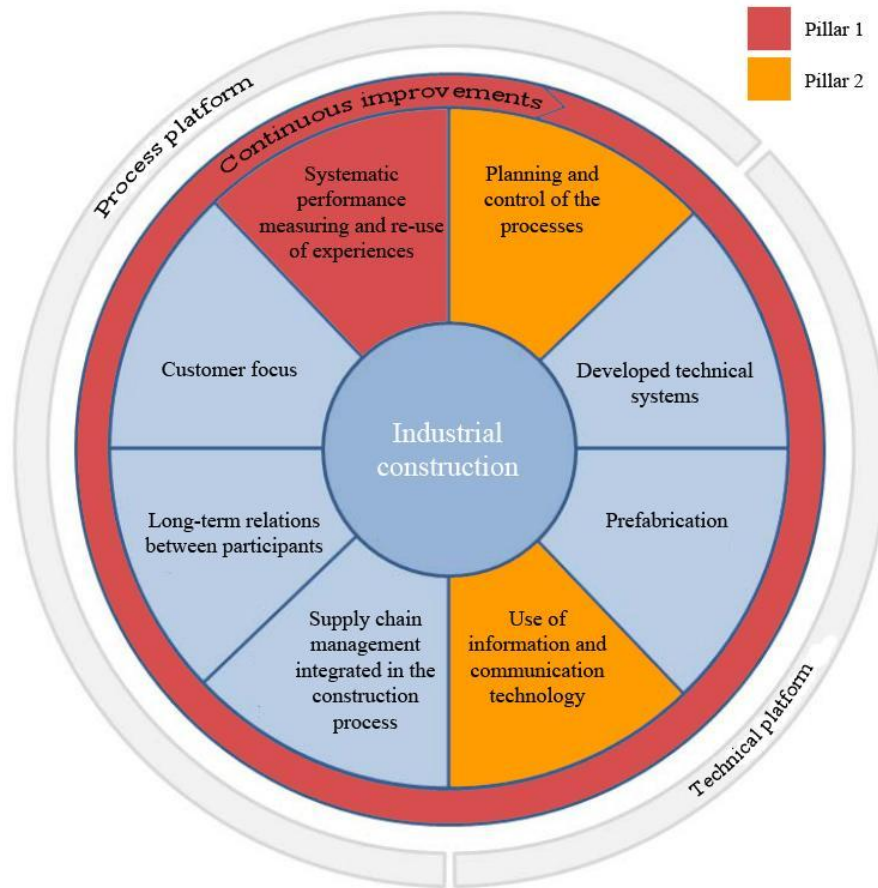 Pillar 1
Pillar 2
Process platform
Continuous improvements
Systematic
performance
measuring and re-use
of experiences
Planning and
control of the
processes
Customer focus
Developed technical
systems
Industrial
construction
Long-term relations
between participants
Prefabrication
Supply chain
management
integrated in the
construction
process
Use of
information and
communication
technology
Technical platform